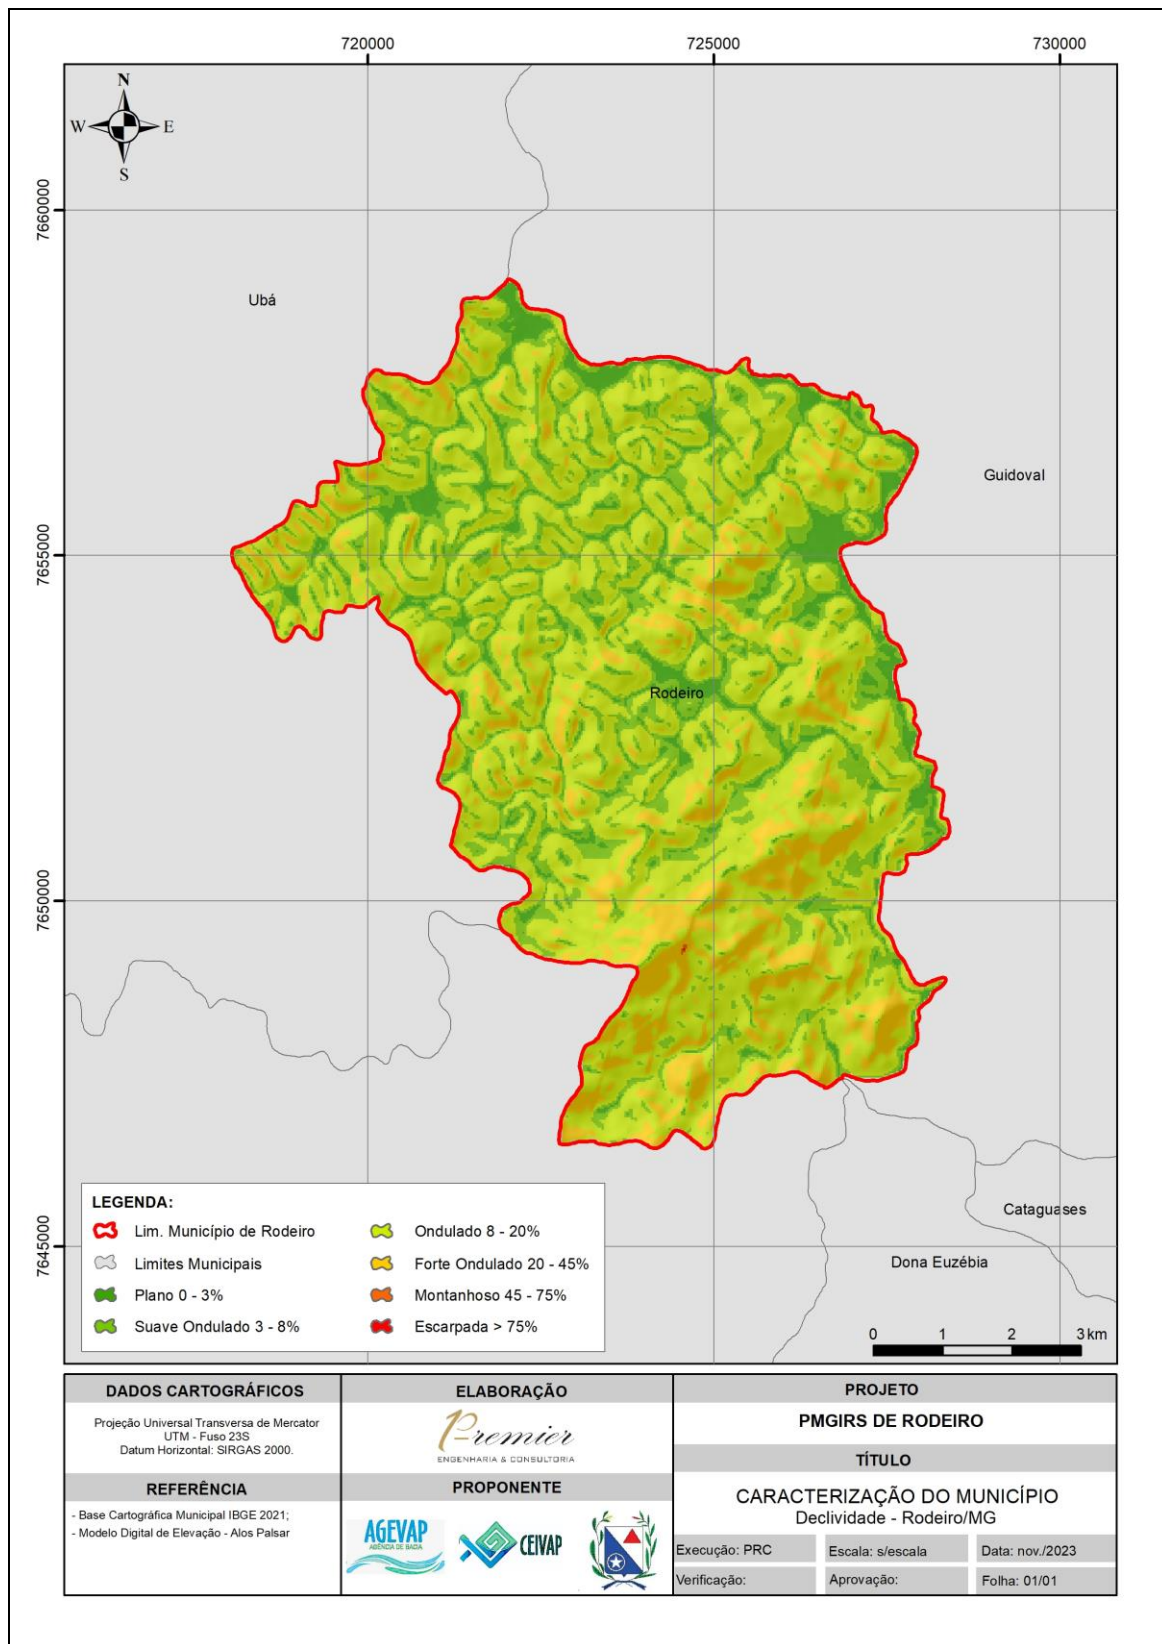 720000
725000
730000
N
W
E
S
7660000
7655000
7650000
7645000
Ubá
Guidoval
Rodeiro
Cataguases
Dona Euzébia
LEGENDA:
Lim. Município de Rodeiro
Limites Municipais
Plano 0 - 3%
Suave Ondulado 3 - 8%
Ondulado 8 - 20%
Forte Ondulado 20 - 45%
Montanhoso 45 - 75%
Escarpada > 75%
0 1 2 3 km
DADOS CARTOGRÁFICOS
Projeção Universal Transversa de Mercator
UTM - Fuso 23S
Datum Horizontal: SIRGAS 2000.
REFERÊNCIA
- Base Cartográfica Municipal IBGE 2021;
- Modelo Digital de Elevação - Alos Palsar
ELABORAÇÃO
Premier
ENGENHARIA & CONSULTORIA
PROPONENTE
AGEVAP
AGÊNCIA DE BACIA
CEIVAP
PROJETO
PMGIRS DE RODEIRO
TÍTULO
CARACTERIZAÇÃO DO MUNICÍPIO
Declividade - Rodeiro/MG
Execução: PRC
Escala: s/escala
Data: nov./2023
Verificação:
Aprovação:
Folha: 01/01